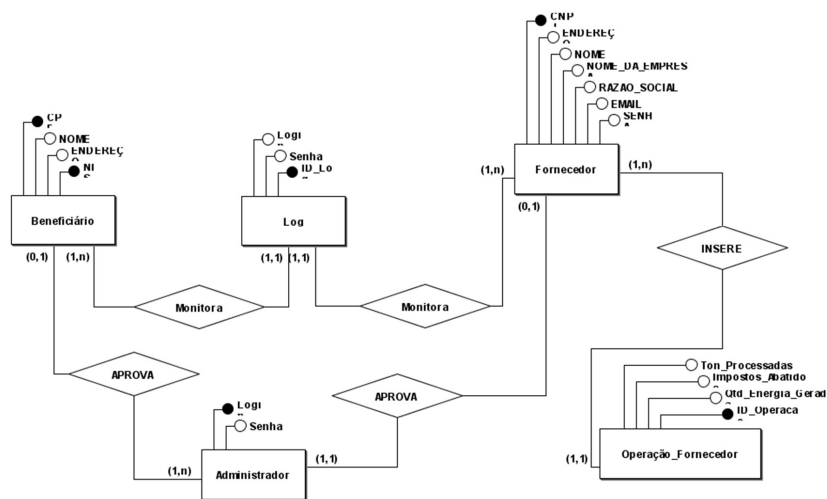 CNP
ENDEREÇ
NOME
NOME_DA_EMPRES
RAZAO_SOCIAL
EMAIL
SENH
Fornecedor
(1,n)
(1,n)
(0,1)
CP
NOME
ENDEREÇ
NI
Beneficiário
(0,1)
(1,n)
Logi
Senha
ID_Lo
Log
(1,1)
(1,1)
INSERE
Monitora
Monitora
APROVA
APROVA
Ton_Processadas
Impostos_Abatido
Qtd_Energia_Gerad
ID_Operaca
Operação_Fornecedor
(1,1)
Logi
Senha
Administrador
(1,n)
(1,1)